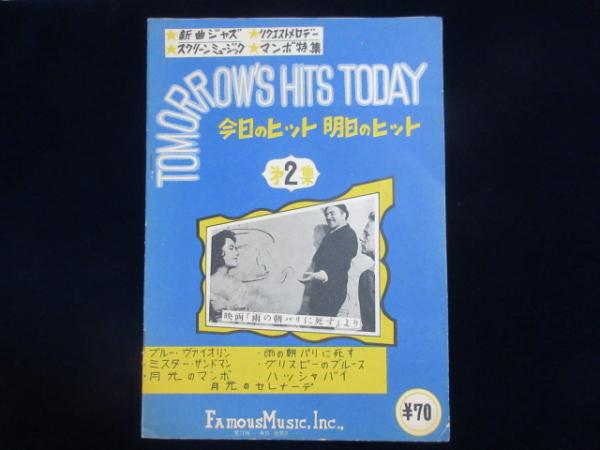 ★新曲ジャズ ★リクエストメロデー
★スクリーンミュージック ★マンボ特集
TOMORROW'S HITS TODAY
今日のヒット 明日のヒット
第2集
映画『雨の朝パリに死す』より
・ブルー・ヴァイオリン ・雨の朝パリに死す
・ミスター・サンドマン ・グリスビーのブルース
・月光のマンボ ・ハッシャバイ
月光のセレナーデ
FAMOUS MUSIC, INC.,
¥70